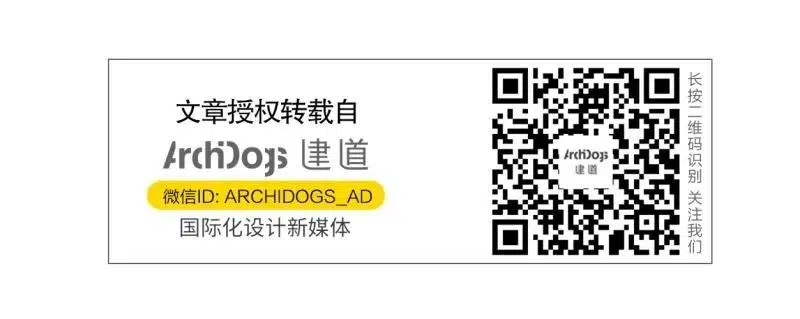 文章授权转载自
ArchiDogs 建道
微信ID: ARCHIDOGS_AD
国际化设计新媒体
ArchiDogs
建道
长按二维码识别 关注我们